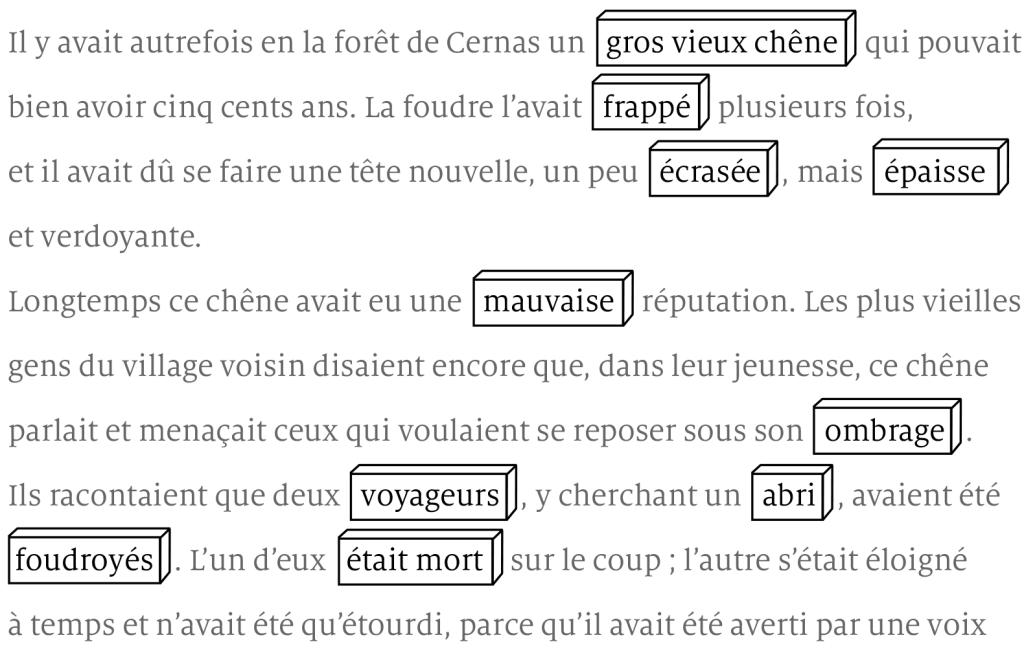 Il y avait autrefois en la forêt de Cernas un gros vieux chêne qui pouvait
bien avoir cinq cents ans. La foudre l’avait frappé plusieurs fois,
et il avait dû se faire une tête nouvelle, un peu écrasée, mais épaisse
et verdoyante.
Longtemps ce chêne avait eu une mauvaise réputation. Les plus vieilles
gens du village voisin disaient encore que, dans leur jeunesse, ce chêne
parlait et menaçait ceux qui voulaient se reposer sous son ombrage.
Ils racontaient que deux voyageurs, y cherchant un abri, avaient été
foudroyés. L’un d’eux était mort sur le coup ; l’autre s’était éloigné
à temps et n’avait été qu’étourdi, parce qu’il avait été averti par une voix